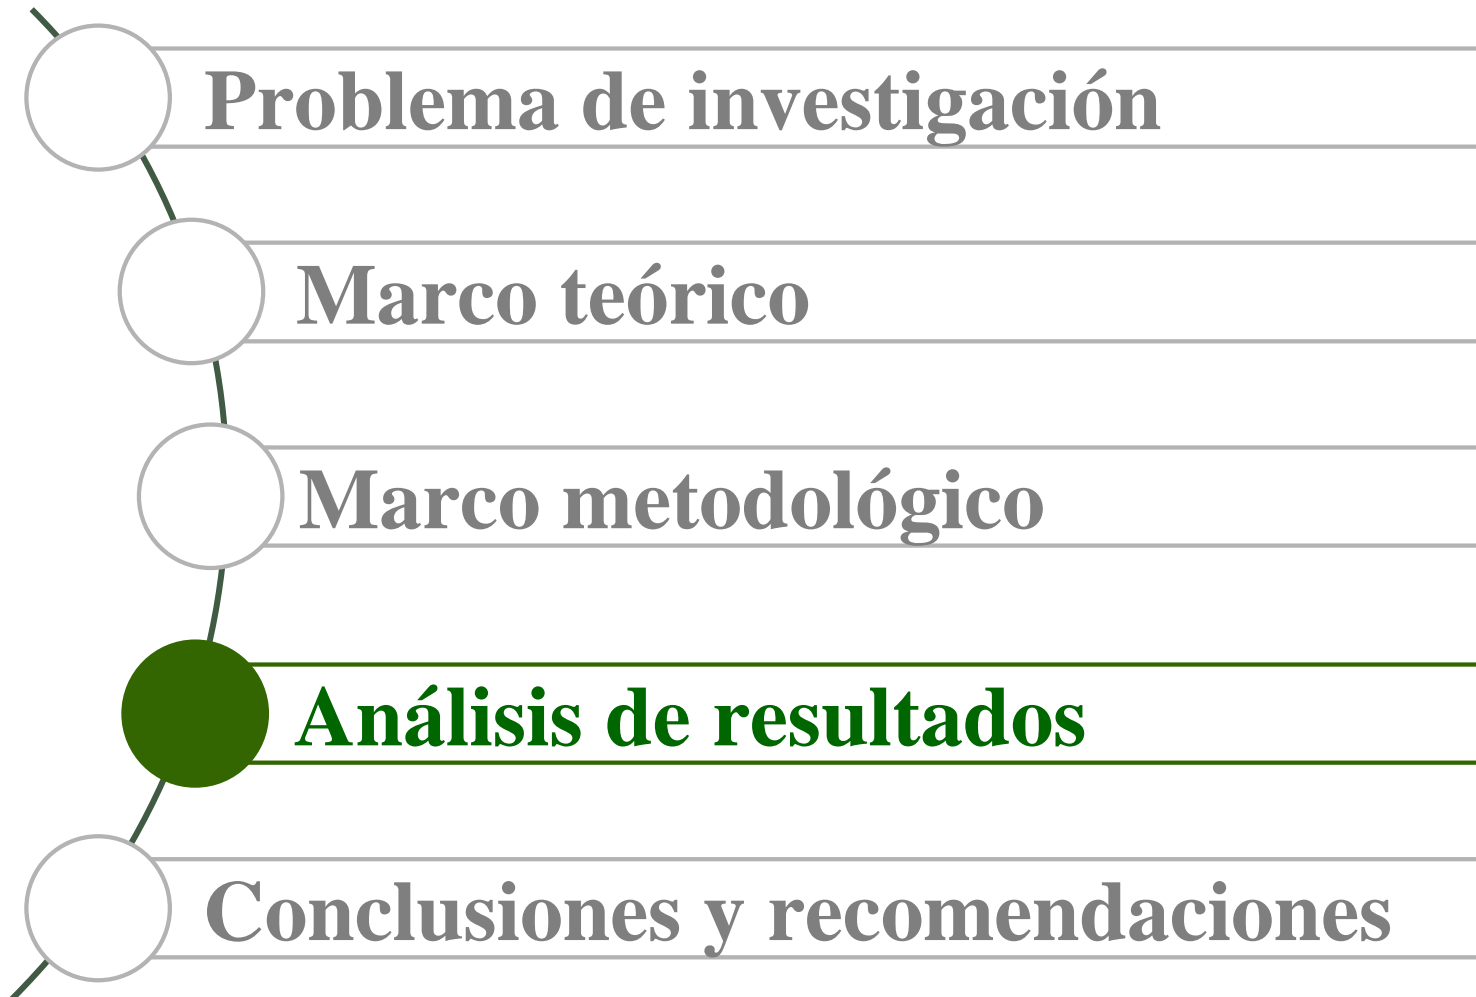 Problema de investigación
Marco teórico
Marco metodológico
Análisis de resultados
Conclusiones y recomendaciones